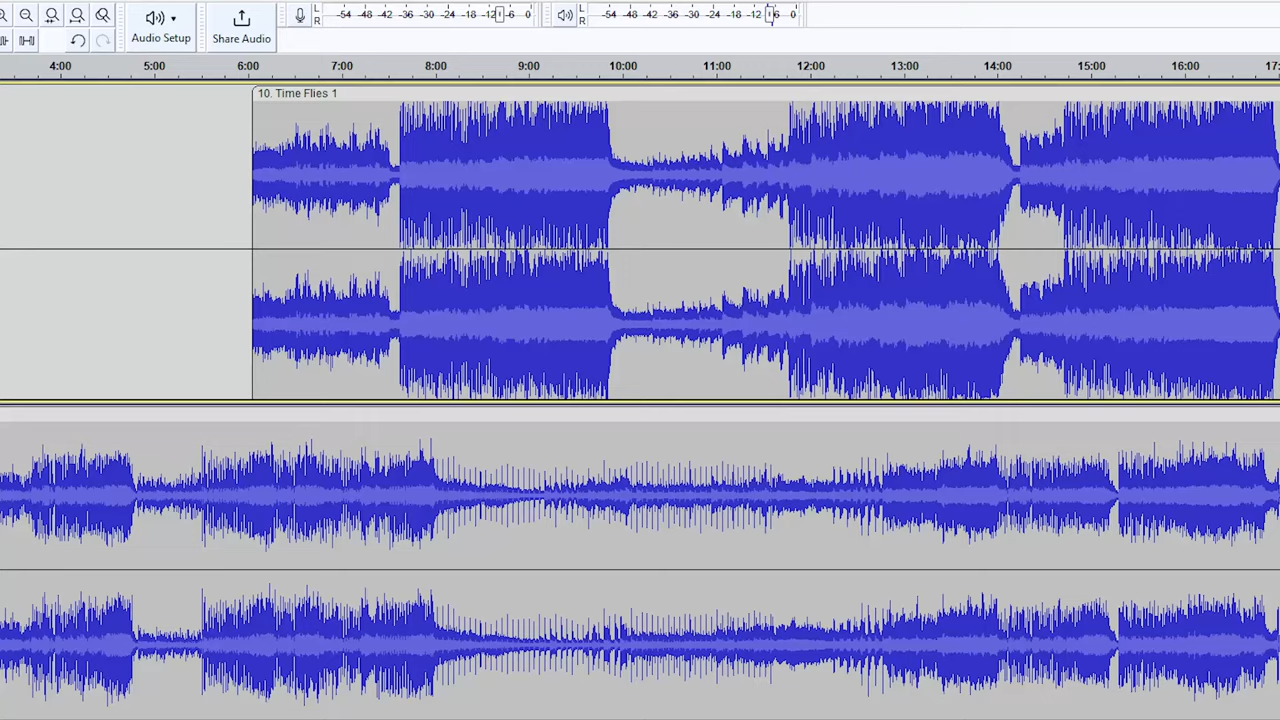 L
R
-54 -48 -42 -36 -30 -24 -18 -12 -6 0
L
R
-54 -48 -42 -36 -30 -24 -18 -12 -6 0
Audio Setup
Share Audio
4:00 5:00 6:00 7:00 8:00 9:00 10:00 11:00 12:00 13:00 14:00 15:00 16:00 17:
10. Time Flies 1